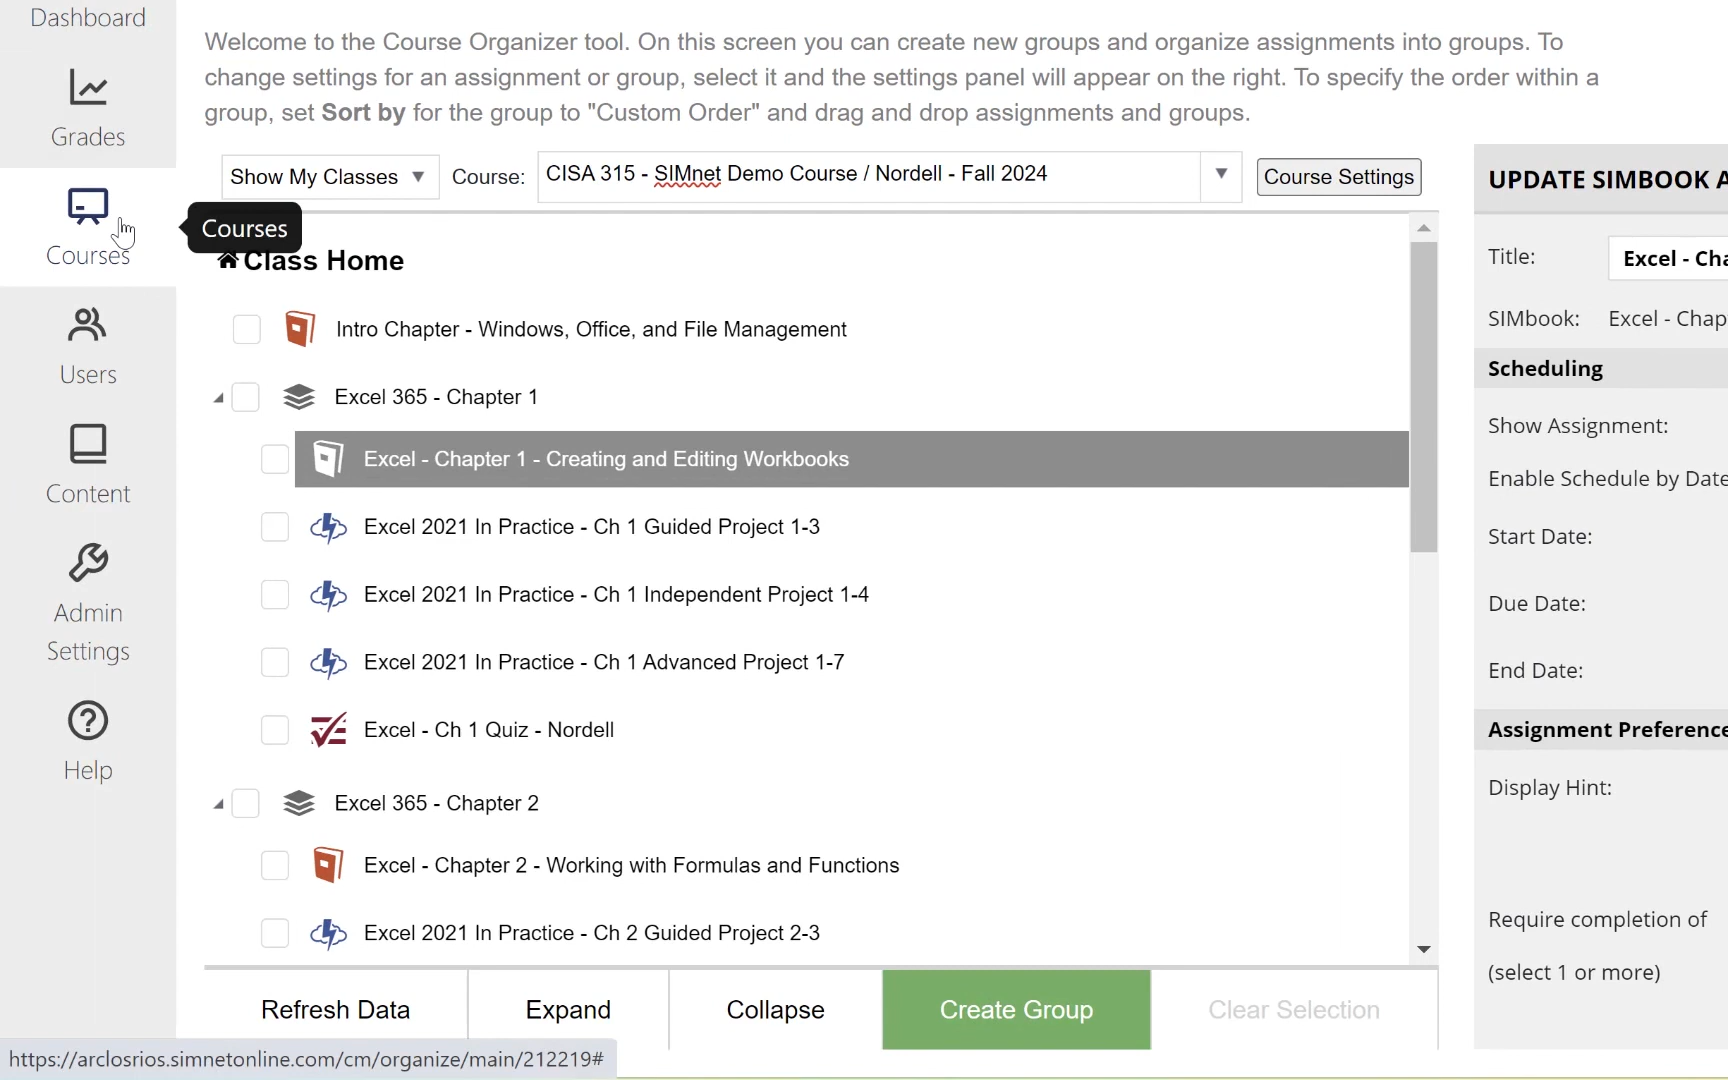 Dashboard
Grades
Courses
Users
Content
Admin
Settings
Help
Courses
Welcome to the Course Organizer tool. On this screen you can create new groups and organize assignments into groups. To
change settings for an assignment or group, select it and the settings panel will appear on the right. To specify the order within a
group, set Sort by for the group to "Custom Order" and drag and drop assignments and groups.
Show My Classes
Course:
CISA 315 - SIMnet Demo Course / Nordell - Fall 2024
Course Settings
Class Home
Intro Chapter - Windows, Office, and File Management
Excel 365 - Chapter 1
Excel - Chapter 1 - Creating and Editing Workbooks
Excel 2021 In Practice - Ch 1 Guided Project 1-3
Excel 2021 In Practice - Ch 1 Independent Project 1-4
Excel 2021 In Practice - Ch 1 Advanced Project 1-7
Excel - Ch 1 Quiz - Nordell
Excel 365 - Chapter 2
Excel - Chapter 2 - Working with Formulas and Functions
Excel 2021 In Practice - Ch 2 Guided Project 2-3
Refresh Data
Expand
Collapse
Create Group
Clear Selection
UPDATE SIMBOOK A
Title:
Excel - Cha
SIMbook:
Excel - Chap
Scheduling
Show Assignment:
Enable Schedule by Date
Start Date:
Due Date:
End Date:
Assignment Preference
Display Hint:
Require completion of
(select 1 or more)
https://arclosrios.simnetonline.com/cm/organize/main/212219#